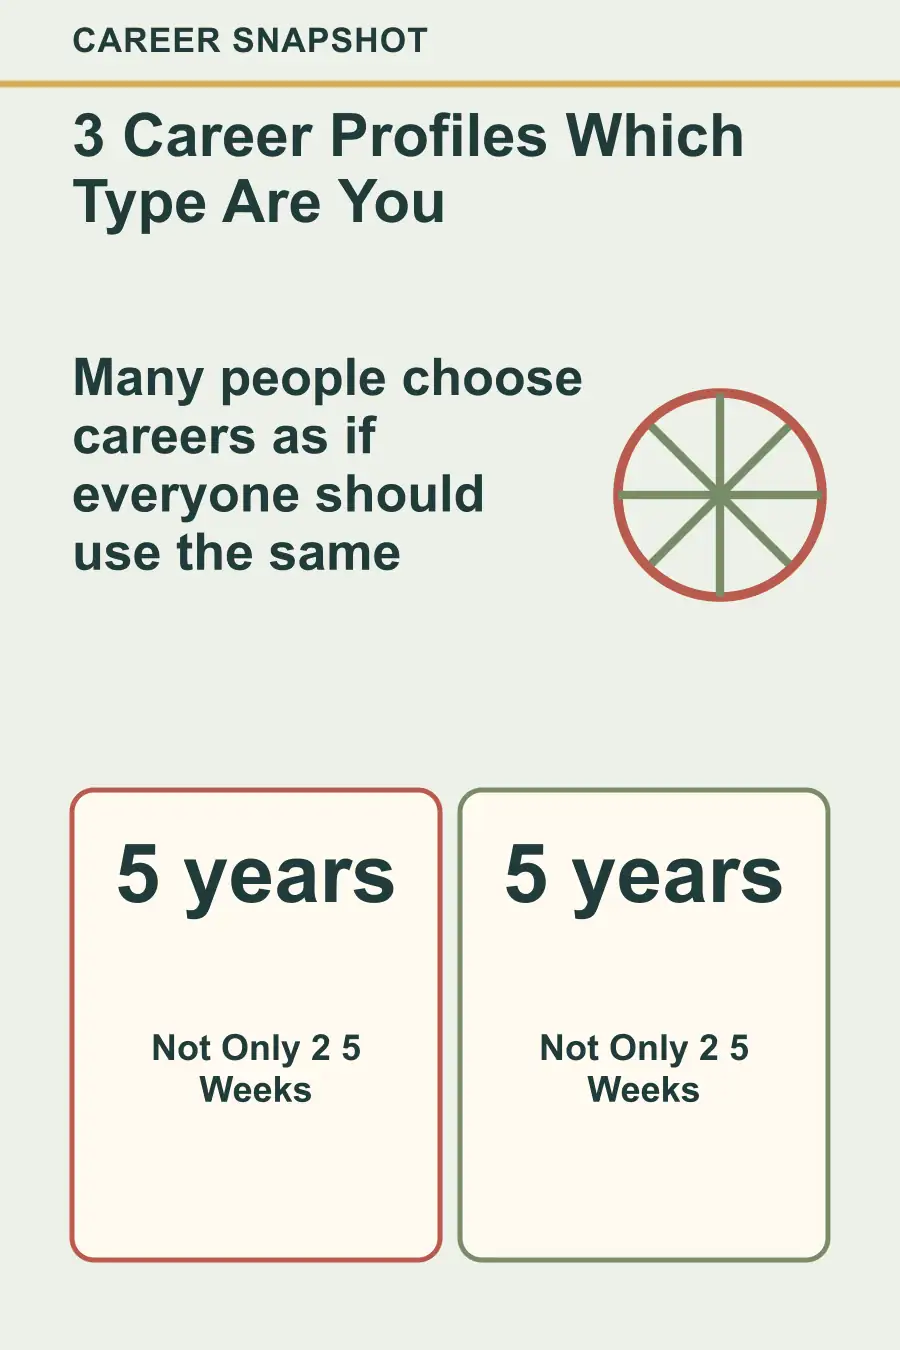 CAREER SNAPSHOT
3 Career Profiles Which
Type Are You
Many people choose
careers as if
everyone should
use the same
5 years
Not Only 2 5
Weeks
5 years
Not Only 2 5
Weeks